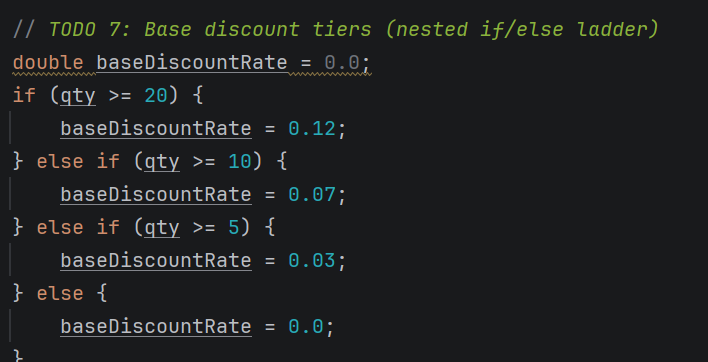 // TODO 7: Base discount tiers (nested if/else ladder)
double baseDiscountRate = 0.0;
if (qty >= 20) {
    baseDiscountRate = 0.12;
} else if (qty >= 10) {
    baseDiscountRate = 0.07;
} else if (qty >= 5) {
    baseDiscountRate = 0.03;
} else {
    baseDiscountRate = 0.0;
}